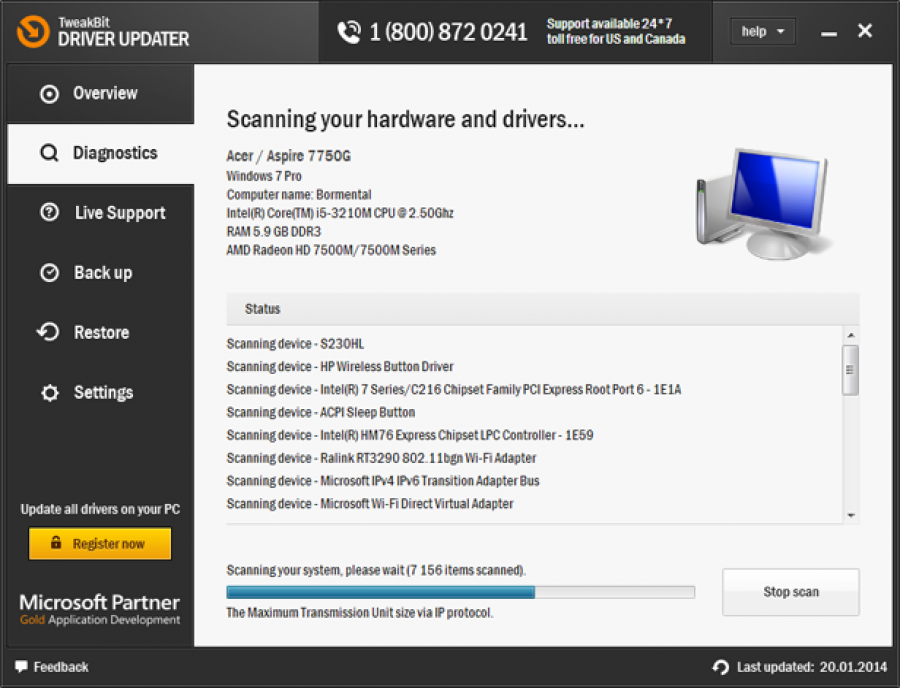 TweakBit
DRIVER UPDATER
1 (800) 872 0241
Support available 24*7
toll free for US and Canada
help
Overview
Diagnostics
Live Support
Back up
Restore
Settings
Update all drivers on your PC
Register now
Microsoft Partner
Gold Application Development
Scanning your hardware and drivers...
Acer / Aspire 7750G
Windows 7 Pro
Computer name: Bormental
Intel(R) Core(TM) i5-3210M CPU @ 2.50Ghz
RAM 5.9 GB DDR3
AMD Radeon HD 7500M/7500M Series
Status
Scanning device - S230HL
Scanning device - HP Wireless Button Driver
Scanning device - Intel(R) 7 Series/C216 Chipset Family PCI Express Root Port 6 - 1E1A
Scanning device - ACPI Sleep Button
Scanning device - Intel(R) HM76 Express Chipset LPC Controller - 1E59
Scanning device - Ralink RT3290 802.11bgn Wi-Fi Adapter
Scanning device - Microsoft IPv4 IPv6 Transition Adapter Bus
Scanning device - Microsoft Wi-Fi Direct Virtual Adapter
Scanning your system, please wait (7 156 items scanned).
The Maximum Transmission Unit size via IP protocol.
Stop scan
Feedback
Last updated: 20.01.2014